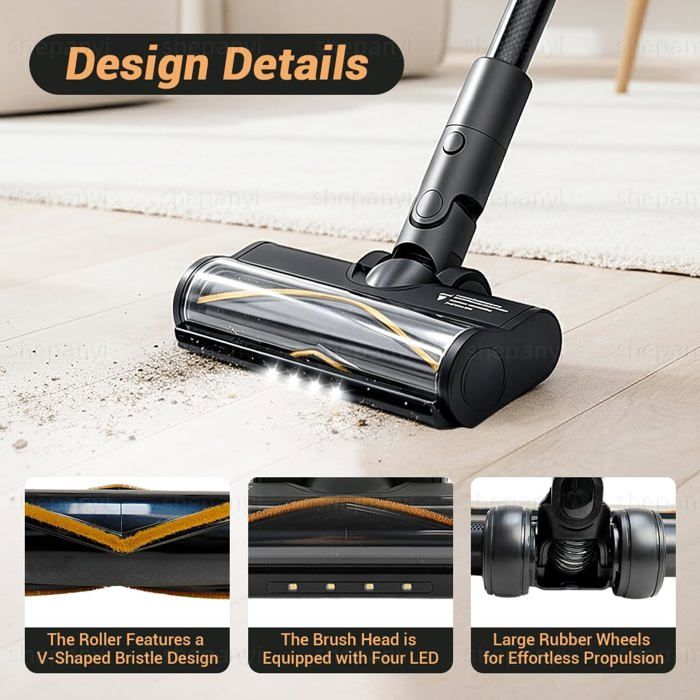 Design Details
The Roller Features a
V-Shaped Bristle Design
The Brush Head is
Equipped with Four LED
Large Rubber Wheels
for Effortless Propulsion
shepanyi